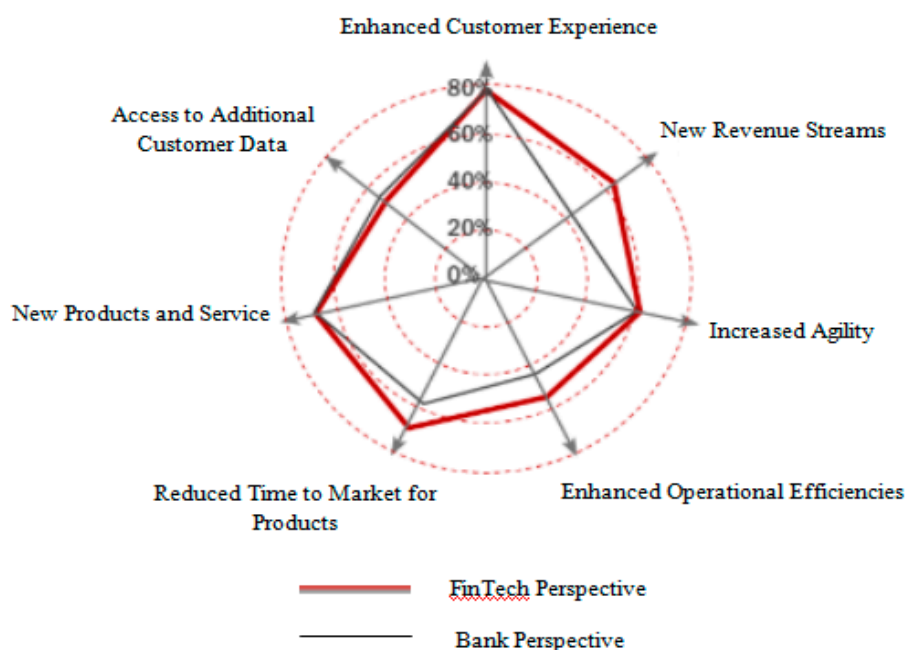 Enhanced Customer Experience
80%
Access to Additional
Customer Data
60%
New Revenue Streams
40%
20%
0%
New Products and Service
Increased Agility
Reduced Time to Market for
Products
Enhanced Operational Efficiencies
FinTech Perspective
Bank Perspective